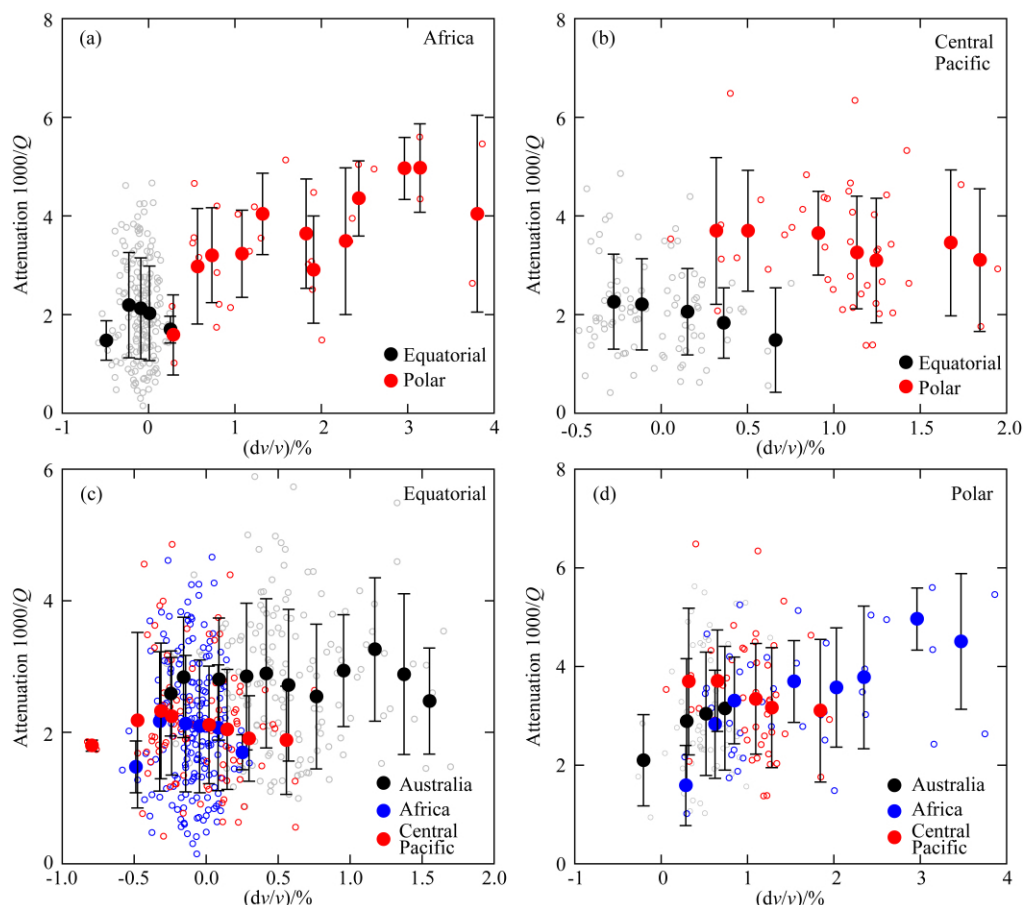 (a)
Africa
8
6
4
2
0
Attenuation 1000/Q
Equatorial
Polar
-1
0
1
2
3
4
(dv/v)/%
(b)
Central
Pacific
8
6
4
2
0
Attenuation 1000/Q
Equatorial
Polar
-0.5
0.0
0.5
1.0
1.5
2.0
(dv/v)/%
(c)
Equatorial
6
4
2
0
Attenuation 1000/Q
Australia
Africa
Central
Pacific
-1.0
-0.5
0.0
0.5
1.0
1.5
2.0
(dv/v)/%
(d)
Polar
8
6
4
2
0
Attenuation 1000/Q
Australia
Africa
Central
Pacific
-1
0
1
2
3
4
(dv/v)/%